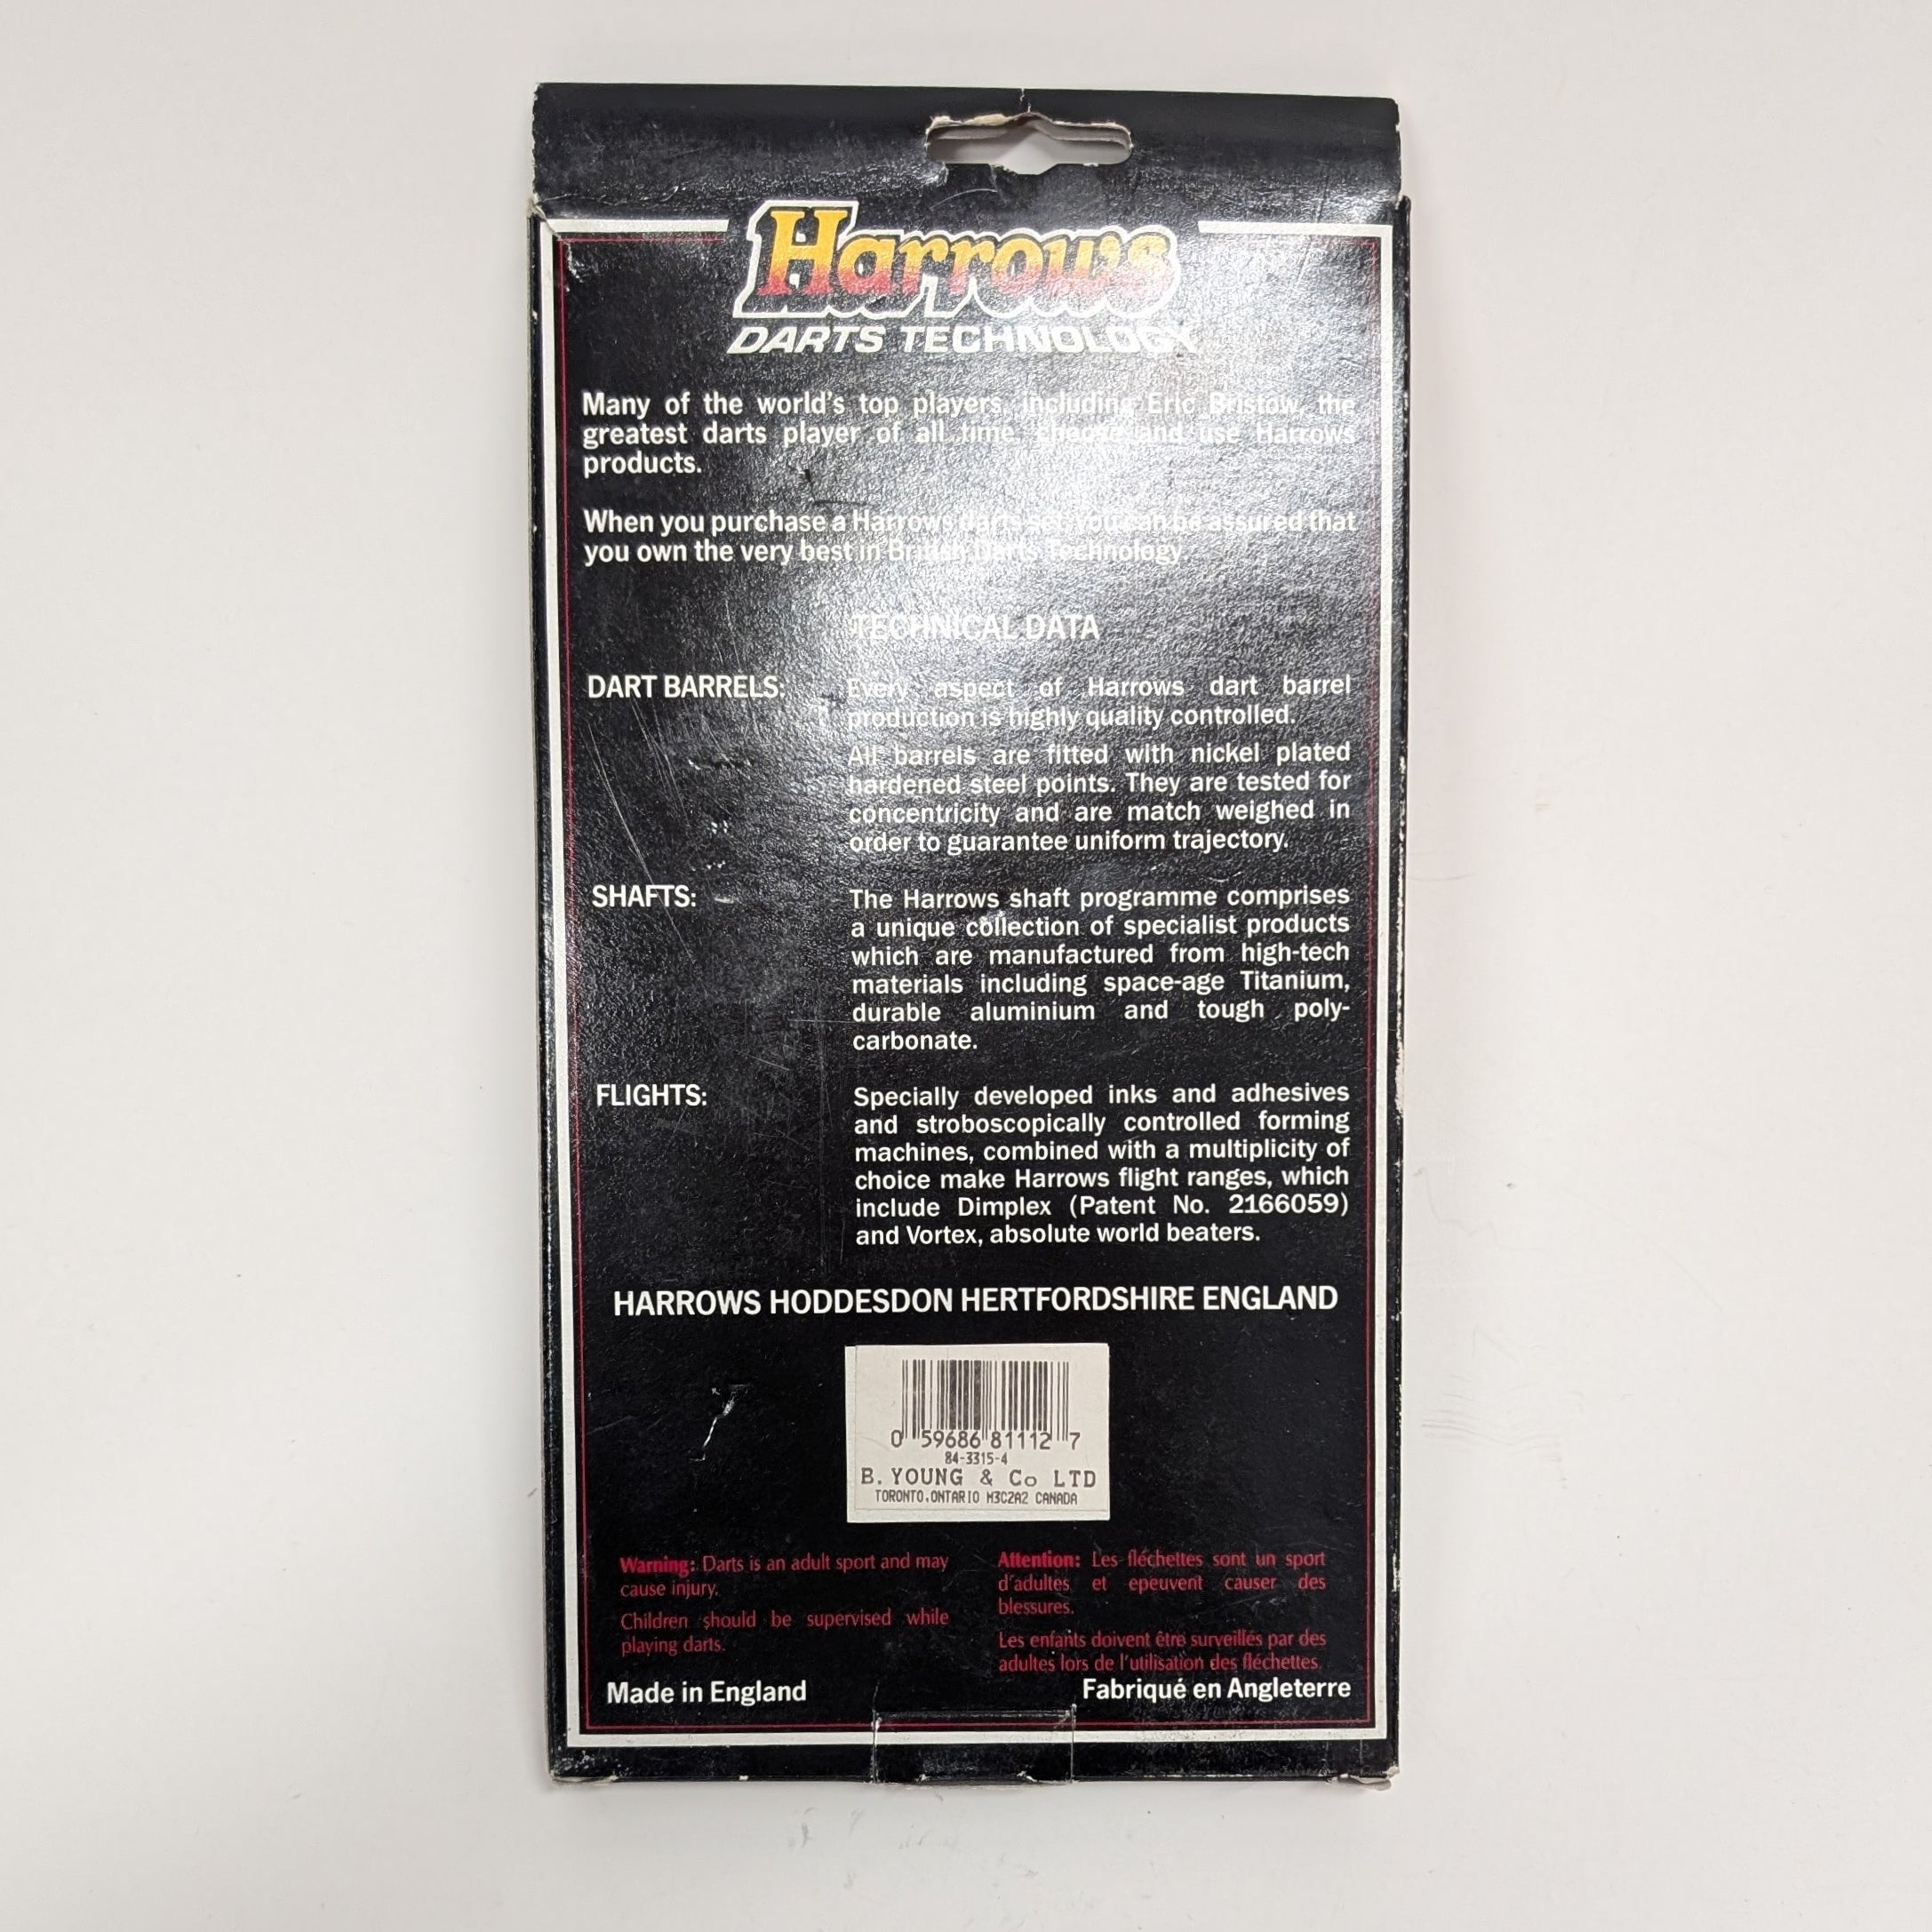 Harrows
DARTS TECHNOLOGY
Many of the world's top players, including Eric Bristow, the
greatest darts player of all time, choose and use Harrows
products.
When you purchase a Harrows darts set, you can be assured that
you own the very best in British Darts Technology
TECHNICAL DATA
DART BARRELS:
Every aspect of Harrows dart barrel
production is highly quality controlled.
All barrels are fitted with nickel plated
hardened steel points. They are tested for
concentricity and are match weighed in
order to guarantee uniform trajectory.
SHAFTS:
The Harrows shaft programme comprises
a unique collection of specialist products
which are manufactured from high-tech
materials including space-age Titanium,
durable aluminium and tough poly-
carbonate.
FLIGHTS:
Specially developed inks and adhesives
and stroboscopically controlled forming
machines, combined with a multiplicity of
choice make Harrows flight ranges, which
include Dimplex (Patent No. 2166059)
and Vortex, absolute world beaters.
HARROWS HODDESDON HERTFORDSHIRE ENGLAND
0 59686 81112 7
84-3315-4
B. YOUNG & Co LTD
TORONTO,ONTARIO M3C2A2 CANADA
Warning: Darts is an adult sport and may
cause injury.
Children should be supervised while
playing darts.
Made in England
Attention: Les fléchettes sont un sport
d'adultes et epeuvent causer des
blessures.
Les enfants doivent être surveillés par des
adultes lors de l'utilisation des fléchettes.
Fabriqué en Angleterre